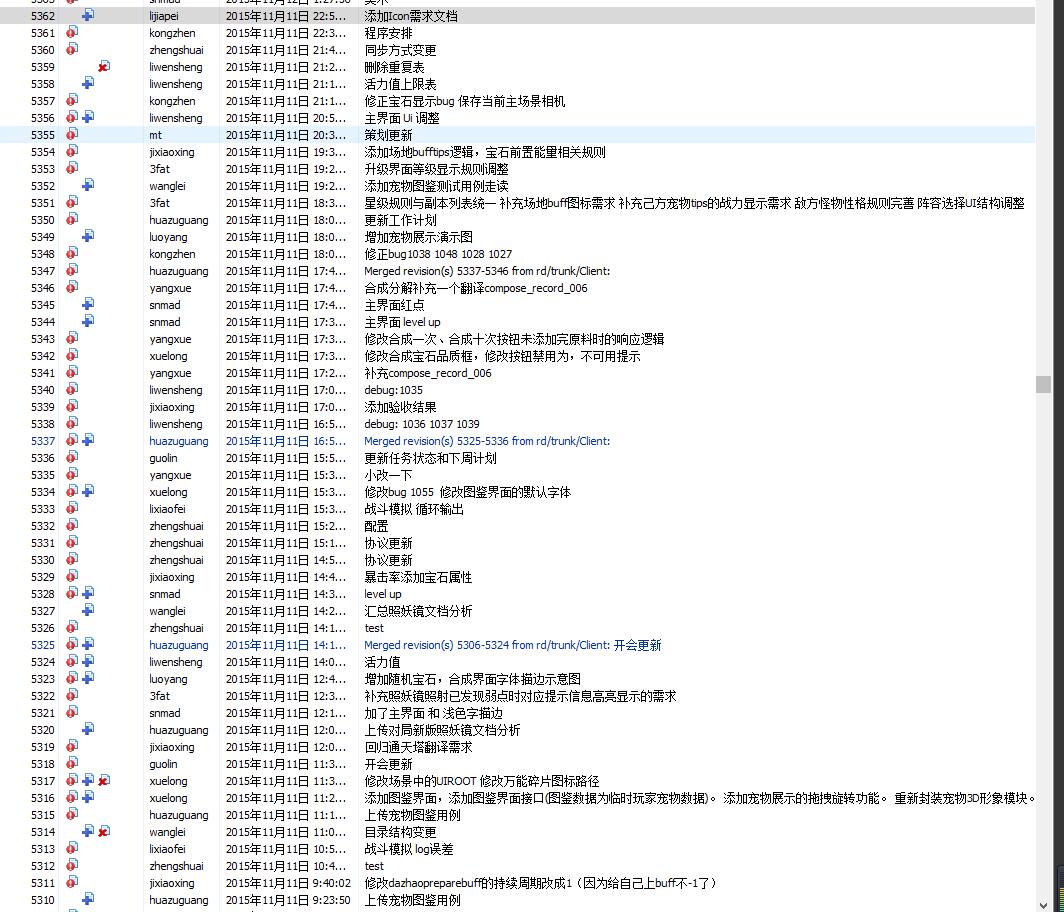 5362 lijiapei 2015年11月11日 22:5... 添加Icon需求文档
5361 kongzhen 2015年11月11日 22:3... 程序安排
5360 zhengshuai 2015年11月11日 21:4... 同步方式变更
5359 liwensheng 2015年11月11日 21:2... 删除重复表
5358 liwensheng 2015年11月11日 21:1... 活力值上限表
5357 kongzhen 2015年11月11日 21:1... 修正宝石显示bug 保存当前主场景相机
5356 liwensheng 2015年11月11日 20:5... 主界面 Ui 调整
5355 mt 2015年11月11日 20:3... 策划更新
5354 jixiaoxing 2015年11月11日 19:3... 添加场地bufftips逻辑，宝石前置能量相关规则
5353 3fat 2015年11月11日 19:2... 升级界面等级显示规则调整
5352 wanglei 2015年11月11日 19:2... 添加宠物图鉴测试用例走读
5351 3fat 2015年11月11日 18:3... 星级规则与副本列表统一 补充场地buff图标需求 补充己方宠物tips的战力显示需求 敌方怪物性格规则完善 阵容选择UI结构调整
5350 huazuguang 2015年11月11日 18:0... 更新工作计划
5349 luoyang 2015年11月11日 18:0... 增加宠物展示演示图
5348 kongzhen 2015年11月11日 18:0... 修正bug1038 1048 1028 1027
5347 huazuguang 2015年11月11日 17:4... Merged revision(s) 5337-5346 from rd/trunk/Client:
5346 yangxue 2015年11月11日 17:4... 合成分解补充一个翻译compose_record_006
5345 snmad 2015年11月11日 17:4... 主界面红点
5344 snmad 2015年11月11日 17:3... 主界面 level up
5343 yangxue 2015年11月11日 17:3... 修改合成一次、合成十次按钮未添加完原料时的响应逻辑
5342 xuelong 2015年11月11日 17:3... 修改合成宝石品质框，修改按钮禁用为，不可用提示
5341 yangxue 2015年11月11日 17:2... 补充compose_record_006
5340 liwensheng 2015年11月11日 17:0... debug:1035
5339 jixiaoxing 2015年11月11日 17:0... 添加验收结果
5338 liwensheng 2015年11月11日 16:5... debug: 1036 1037 1039
5337 huazuguang 2015年11月11日 16:5... Merged revision(s) 5325-5336 from rd/trunk/Client:
5336 guolin 2015年11月11日 15:5... 更新任务状态和下周计划
5335 yangxue 2015年11月11日 15:3... 小改一下
5334 xuelong 2015年11月11日 15:3... 修改bug 1055 修改图鉴界面的默认字体
5333 lixiaofei 2015年11月11日 15:3... 战斗模拟 循环输出
5332 zhengshuai 2015年11月11日 15:2... 配置
5331 zhengshuai 2015年11月11日 15:1... 协议更新
5330 zhengshuai 2015年11月11日 14:5... 协议更新
5329 jixiaoxing 2015年11月11日 14:4... 暴击率添加宝石属性
5328 snmad 2015年11月11日 14:3... level up
5327 wanglei 2015年11月11日 14:2... 汇总照妖镜文档分析
5326 zhengshuai 2015年11月11日 14:1... test
5325 huazuguang 2015年11月11日 14:1... Merged revision(s) 5306-5324 from rd/trunk/Client: 开会更新
5324 liwensheng 2015年11月11日 14:0... 活力值
5323 luoyang 2015年11月11日 12:4... 增加随机宝石，合成界面字体描边示意图
5322 3fat 2015年11月11日 12:3... 补充照妖镜照射已发现弱点时对应提示信息高亮显示的需求
5321 snmad 2015年11月11日 12:1... 加了主界面 和 浅色字描边
5320 huazuguang 2015年11月11日 12:0... 上传对局新版照妖镜文档分析
5319 jixiaoxing 2015年11月11日 12:0... 回归通天塔翻译需求
5318 guolin 2015年11月11日 11:3... 开会更新
5317 xuelong 2015年11月11日 11:3... 修改场景中的UIROOT 修改万能碎片图标路径
5316 xuelong 2015年11月11日 11:2... 添加图鉴界面，添加图鉴界面接口(图鉴数据为临时玩家宠物数据)。 添加宠物展示的拖拽旋转功能。 重新封装宠物3D形象模块。
5315 huazuguang 2015年11月11日 11:1... 上传宠物图鉴用例
5314 wanglei 2015年11月11日 11:0... 目录结构变更
5313 lixiaofei 2015年11月11日 10:5... 战斗模拟 log误差
5312 zhengshuai 2015年11月11日 10:4... test
5311 jixiaoxing 2015年11月11日 9:40:02 修改dazhaopreparebuff的持续周期改成1（因为给自己上buff不-1了）
5310 huazuguang 2015年11月11日 9:23:50 上传宠物图鉴用例